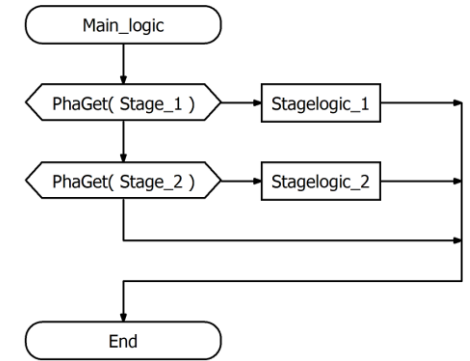 Main_logic
PhaGet( Stage_1 )
Stagelogic_1
PhaGet( Stage_2 )
Stagelogic_2
End